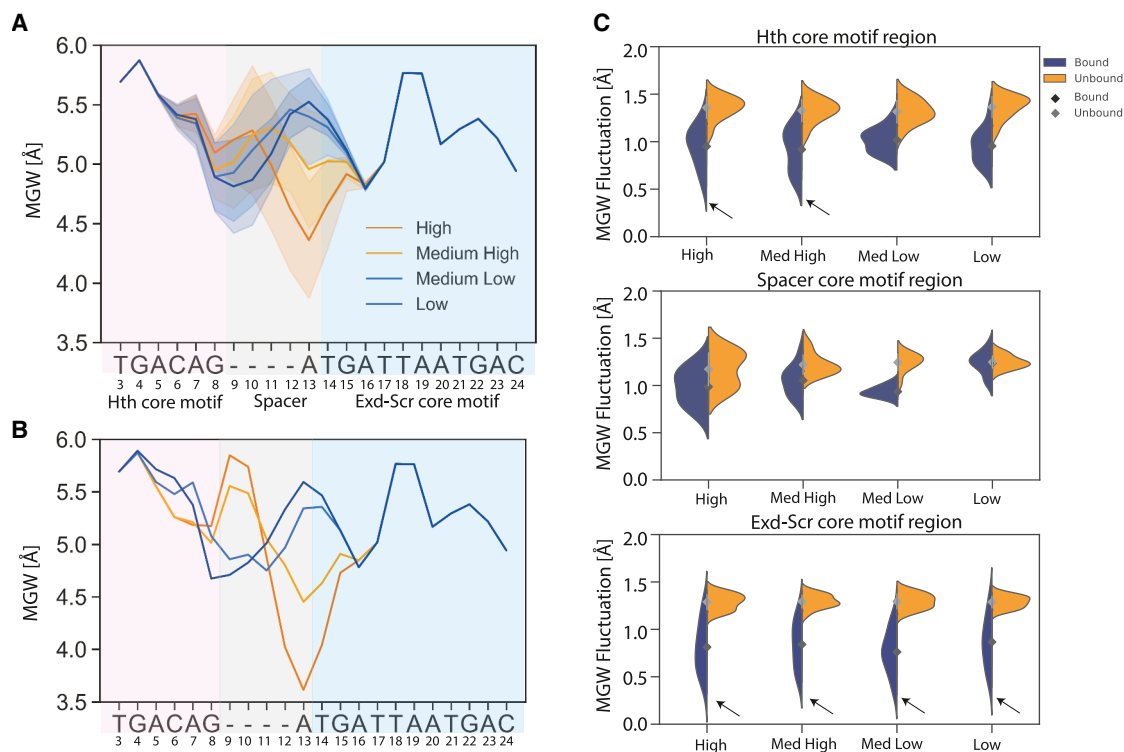 A
6.0
5.5
5.0
4.5
4.0
3.5
MGW [Å]
High
Medium High
Medium Low
Low
TGACAG----ATGATTAATGAC
3 4 5 6 7 8 9 10 11 12 13 14 15 16 17 18 19 20 21 22 23 24
Hth core motif Spacer Exd-Scr core motif
B
6.0
5.5
5.0
4.5
4.0
3.5
MGW [Å]
TGACAG----ATGATTAATGAC
3 4 5 6 7 8 9 10 11 12 13 14 15 16 17 18 19 20 21 22 23 24
C
Hth core motif region
2.0
1.5
1.0
0.5
0.0
MGW Fluctuation [Å]
High Med High Med Low Low
Bound
Unbound
Bound
Unbound
Spacer core motif region
2.0
1.5
1.0
0.5
0.0
MGW Fluctuation [Å]
High Med High Med Low Low
Exd-Scr core motif region
2.0
1.5
1.0
0.5
0.0
MGW Fluctuation [Å]
High Med High Med Low Low